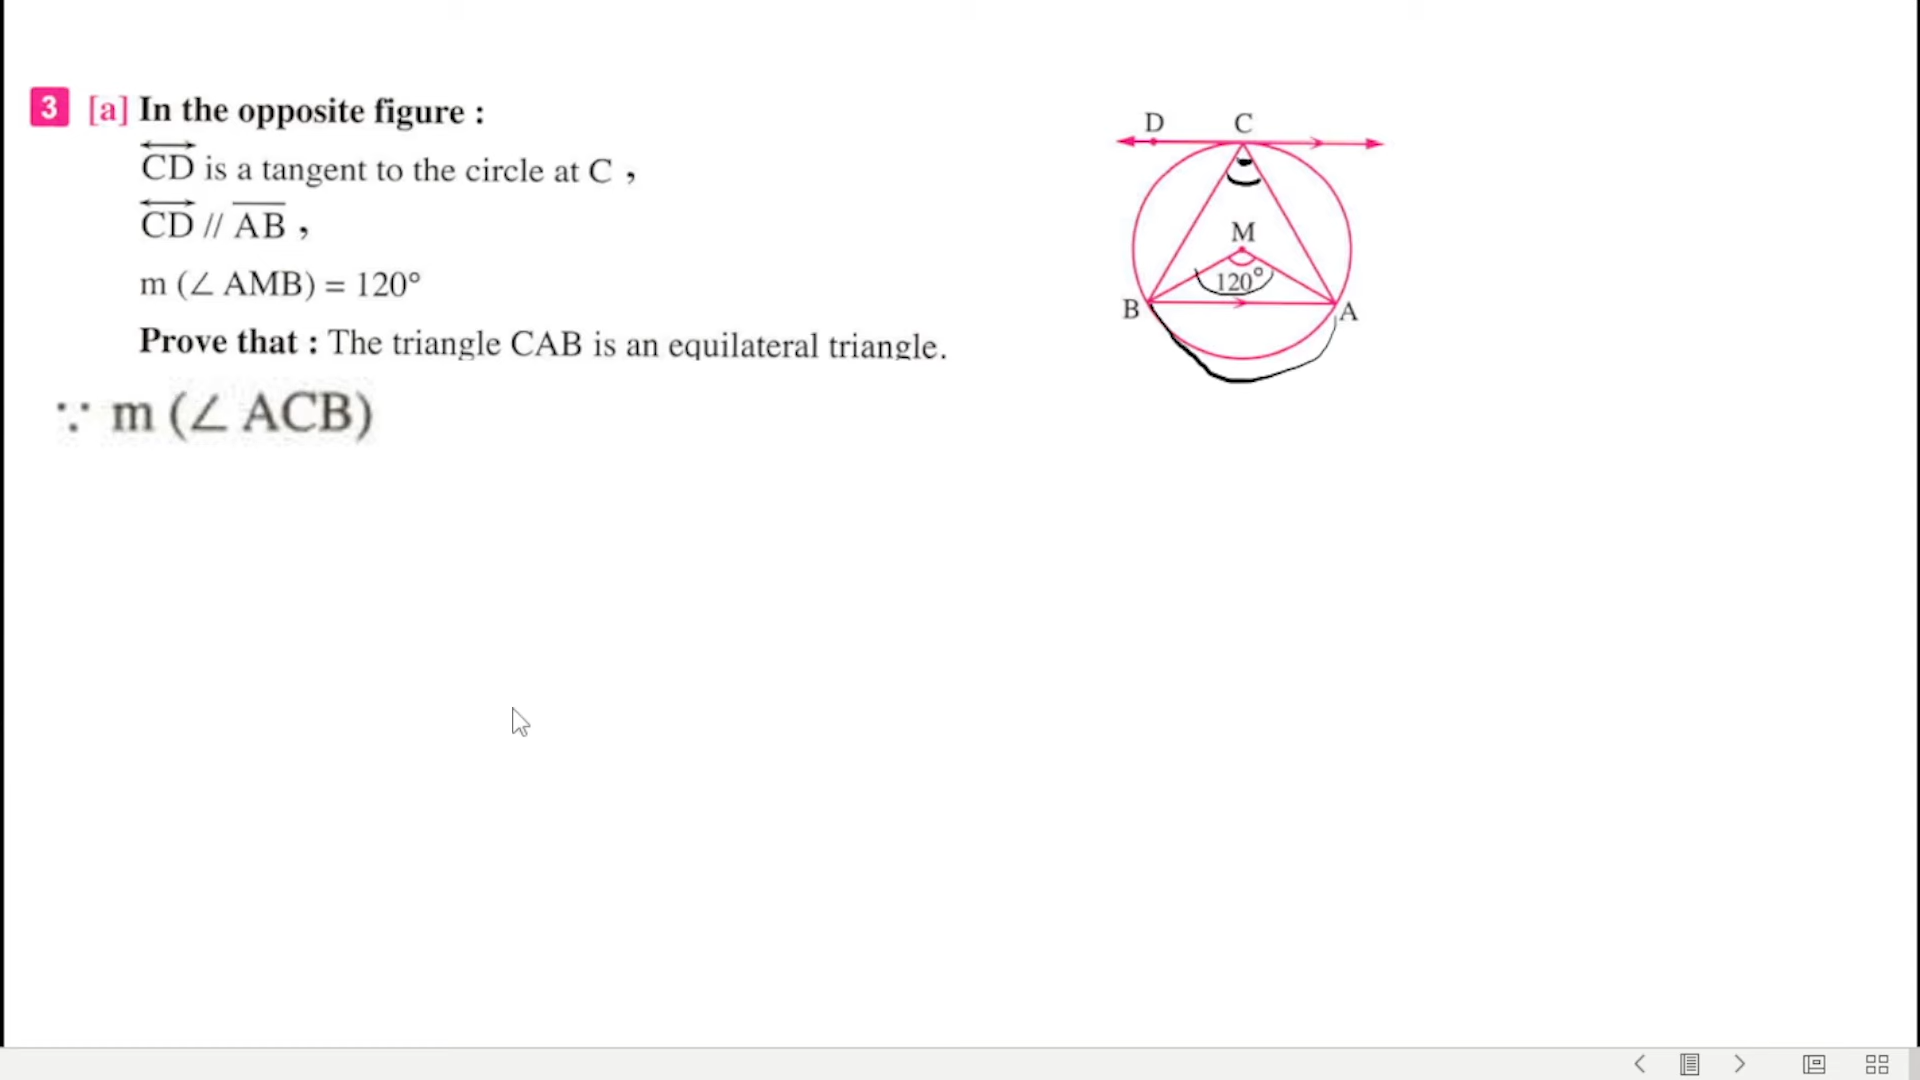 3 [a] In the opposite figure :
CD is a tangent to the circle at C ,
CD // AB ,
m (∠ AMB) = 120°
Prove that : The triangle CAB is an equilateral triangle.
∵ m (∠ ACB)
D C
M
120°
B A